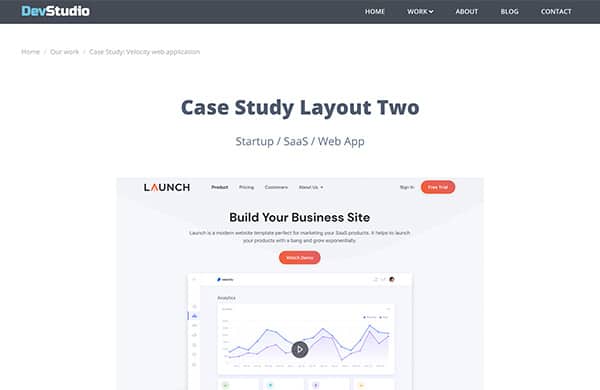 DevStudio
HOME WORK ABOUT BLOG CONTACT
Home / Our work / Case Study: Velocity web application
Case Study Layout Two
Startup / SaaS / Web App
LAUNCH
Product Pricing Customers About Us
Sign In Free Trial
Build Your Business Site
Launch is a modern website template perfect for marketing your SaaS products. It helps to launch
your products with a bang and grow exponentially.
Watch Demo
Analytics